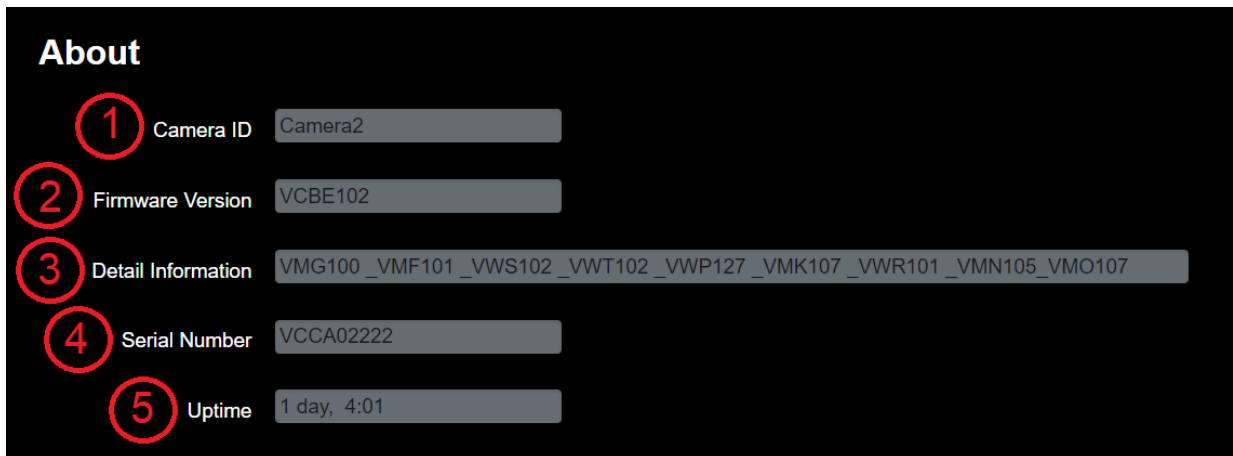 About
1 Camera ID Camera2
2 Firmware Version VCBE102
3 Detail Information VMG100 _VMF101 _VWS102 _VWT102 _VWP127 _VMK107 _VWR101 _VMN105_VMO107
4 Serial Number VCCA02222
5 Uptime 1 day, 4:01